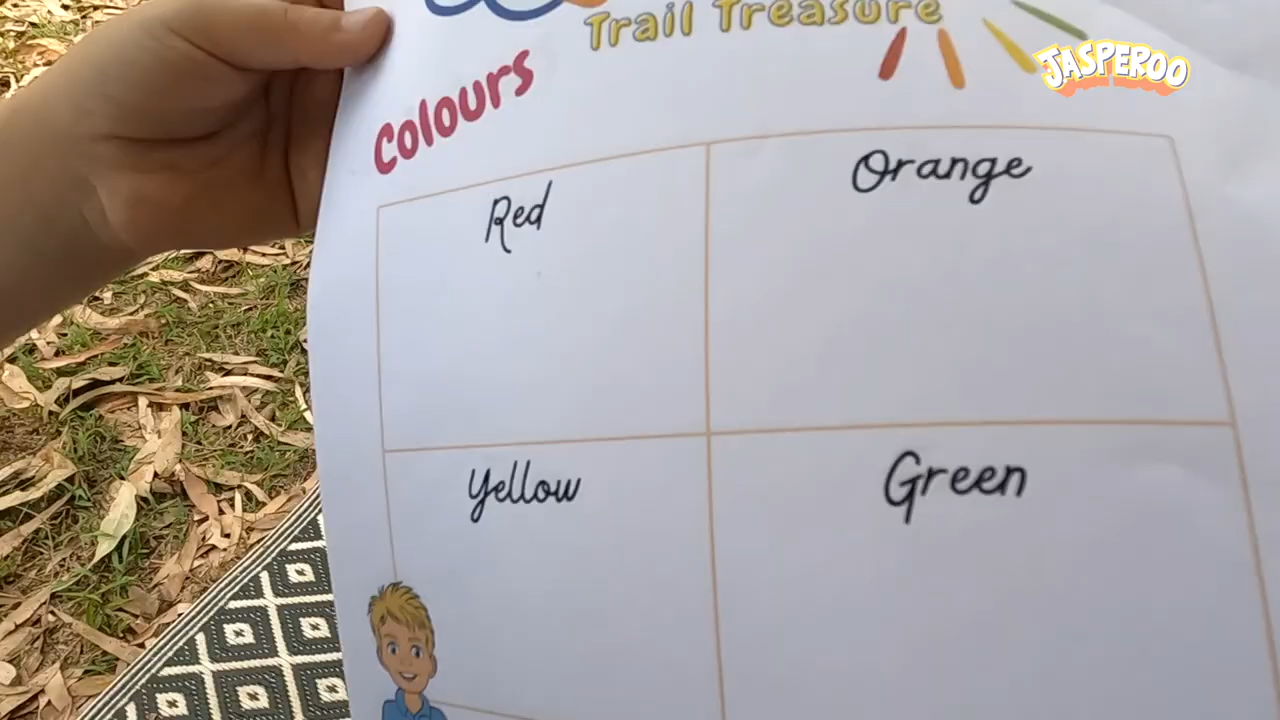 Trail Treasure
JASPEROO
Colours
Red
Orange
Yellow
Green